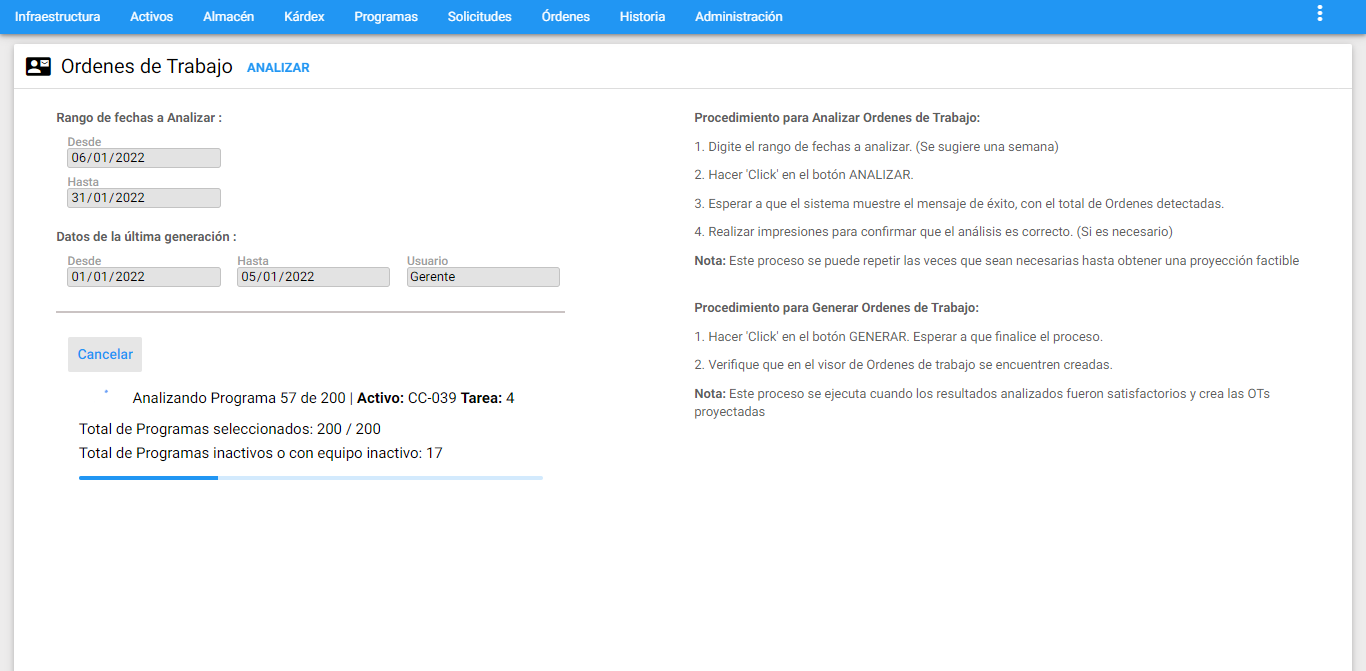 Infraestructura Activos Almacén Kárdex Programas Solicitudes Órdenes Historia Administración
Ordenes de Trabajo ANALIZAR
Rango de fechas a Analizar :
Desde
06/01/2022
Hasta
31/01/2022
Datos de la última generación :
Desde Hasta Usuario
01/01/2022 05/01/2022 Gerente
Cancelar
Analizando Programa 57 de 200 | Activo: CC-039 Tarea: 4
Total de Programas seleccionados: 200 / 200
Total de Programas inactivos o con equipo inactivo: 17
Procedimiento para Analizar Ordenes de Trabajo:
1. Digite el rango de fechas a analizar. (Se sugiere una semana)
2. Hacer 'Click' en el botón ANALIZAR.
3. Esperar a que el sistema muestre el mensaje de éxito, con el total de Ordenes detectadas.
4. Realizar impresiones para confirmar que el análisis es correcto. (Si es necesario)
Nota: Este proceso se puede repetir las veces que sean necesarias hasta obtener una proyección factible
Procedimiento para Generar Ordenes de Trabajo:
1. Hacer 'Click' en el botón GENERAR. Esperar a que finalice el proceso.
2. Verifique que en el visor de Ordenes de trabajo se encuentren creadas.
Nota: Este proceso se ejecuta cuando los resultados analizados fueron satisfactorios y crea las OTs
proyectadas